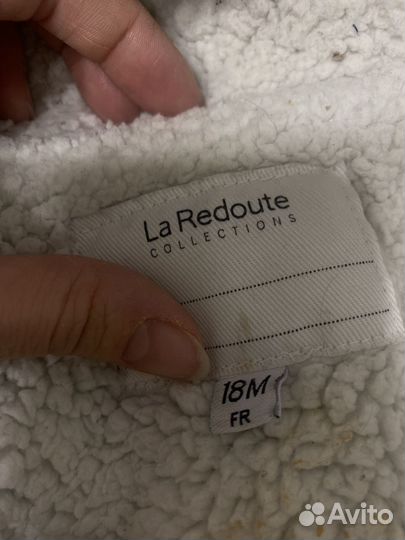 La Redoute
COLLECTIONS
18M
FR
Avito